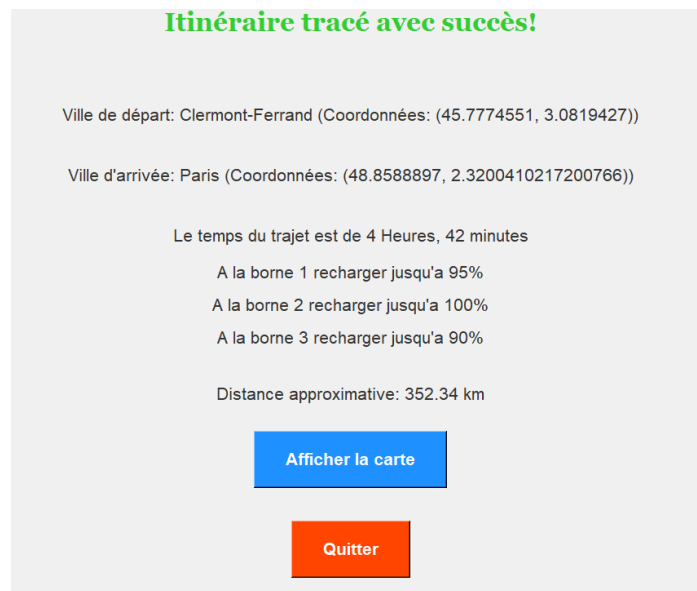 Itinéraire tracé avec succès!
Ville de départ: Clermont-Ferrand (Coordonnées: (45.7774551, 3.0819427))
Ville d'arrivée: Paris (Coordonnées: (48.8588897, 2.3200410217200766))
Le temps du trajet est de 4 Heures, 42 minutes
A la borne 1 recharger jusqu'a 95%
A la borne 2 recharger jusqu'a 100%
A la borne 3 recharger jusqu'a 90%
Distance approximative: 352.34 km
Afficher la carte
Quitter